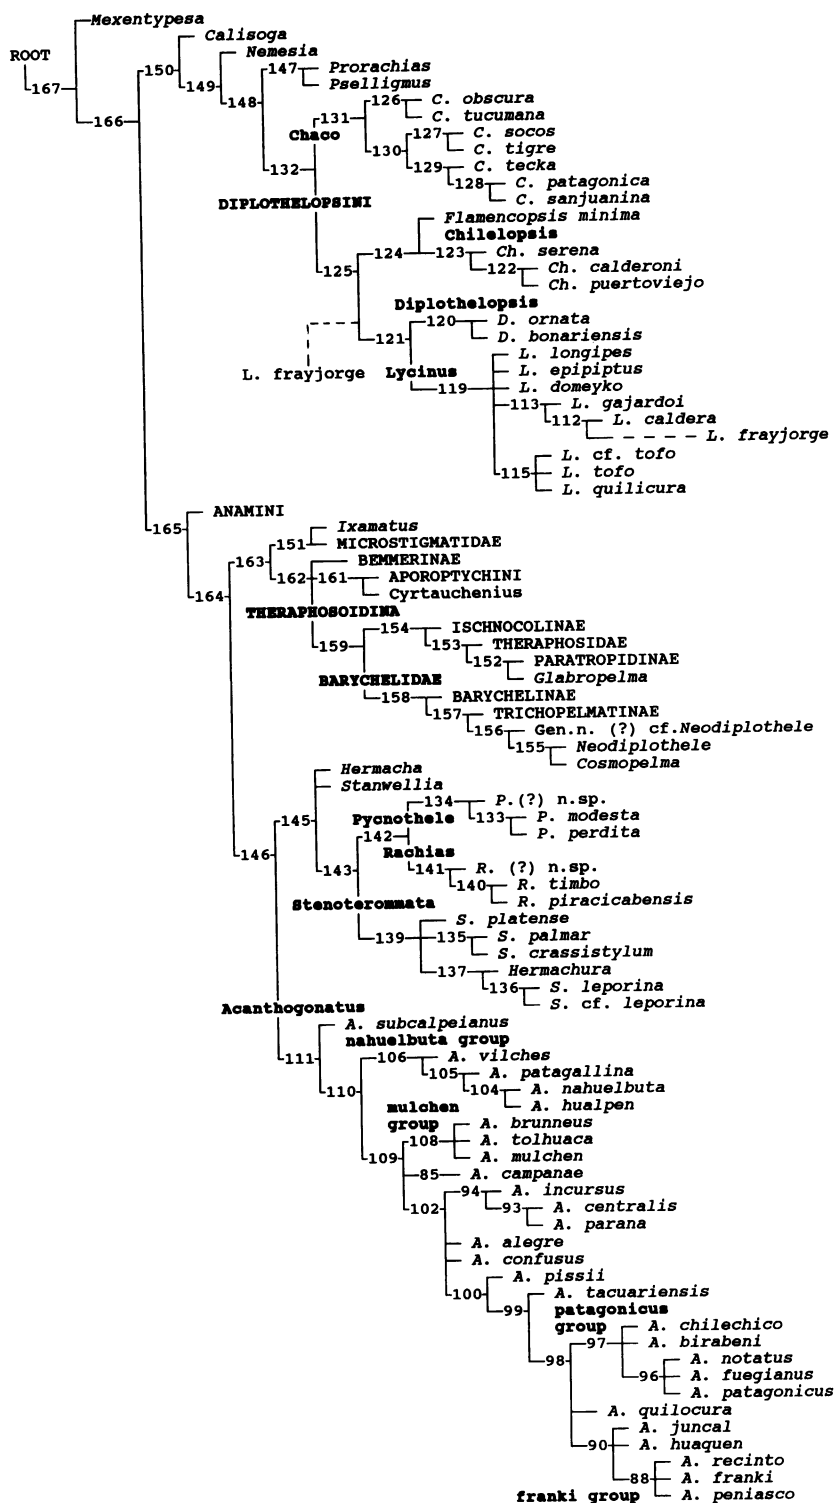 Mexentypesa
Calisoga
ROOT
Nemesia
150
147 Prorachias
167
149
Pselligmus
148
126 C. obscura
131
C. tucumana
166
Chaco
127 C. socos
130
C. tigre
132
129 C. tecka
128 C. patagonica
C. sanjuanina
DIPLOTHELOPSINI
Flamencopsis minima
Chilelopsis
124
123 Ch. serena
125
122 Ch. calderoni
Ch. puertoviejo
Diplothelopsis
120 D. ornata
121
D. bonariensis
L. longipes
L. frayjorge Lycinus
L. epipiptus
119
L. domeyko
113 L. gajardoi
112 L. caldera
L. frayjorge
L. cf. tofo
115
L. tofo
L. quilicura
ANAMINI
165
Ixamatus
151
MICROSTIGMATIDAE
163
BEMMERINAE
162 161 APOROPTYCHINI
164
Cyrtauchenius
THERAPHOSOIDINA
154 ISCHNOCOLINAE
159
153 THERAPHOSIDAE
152 PARATROPIDINAE
BARYCHELIDAE
Glabropelma
158 BARYCHELINAE
157 TRICHOPELMATINAE
156 Gen.n. (?) cf.Neodiplothele
155 Neodiplothele
Cosmopelma
Hermacha
Stanwellia
134 P.(?) n.sp.
145
Pycnothele
133 P. modesta
142
P. perdita
146
Rachias
143
141 R. (?) n.sp.
140 R. timbo
R. piracicabensis
Stenoterommata
S. platense
139
135 S. palmar
S. crassistylum
137 Hermachura
136 S. leporina
S. cf. leporina
Acanthogonatus
A. subcalpeianus
nahuelbuta group
111
106 A. vilches
105 A. patagallina
110
104 A. nahuelbuta
A. hualpen
mulchen
group
A. brunneus
108
A. tolhuaca
109
A. mulchen
85 A. campanae
94 A. incursus
102
93 A. centralis
A. parana
A. alegre
A. confusus
A. pissii
100
A. tacuariensis
99
patagonicus
group
A. chilechico
97
A. birabeni
98
A. notatus
96
A. fuegianus
A. patagonicus
A. quilocura
A. juncal
90
A. huaquen
A. recinto
88
A. franki
franki group
A. peniasco